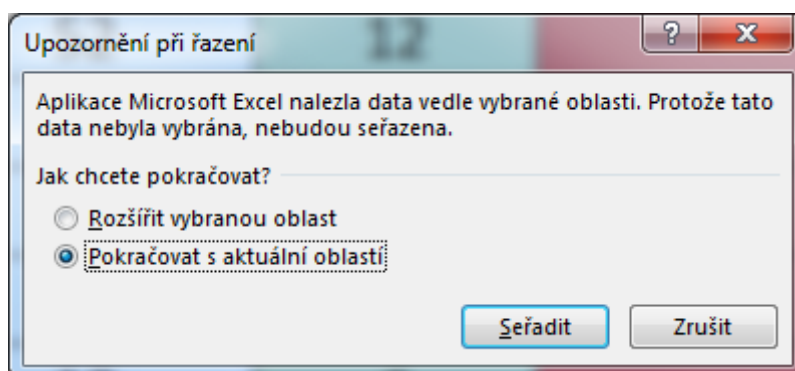 Upozornění při řazení
12
Aplikace Microsoft Excel nalezla data vedle vybrané oblasti. Protože tato
data nebyla vybrána, nebudou seřazena.
Jak chcete pokračovat?
Rozšířit vybranou oblast
Pokračovat s aktuální oblastí
Seřadit
Zrušit